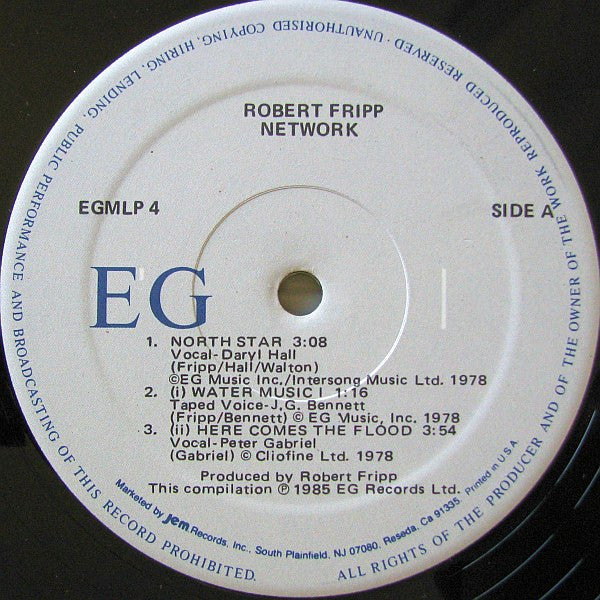 ROBERT FRIPP
NETWORK
EGMLP 4
SIDE A
EG
1. NORTH STAR 3:08
Vocal-Daryl Hall
(Fripp/Hall/Walton)
©EG Music Inc./Intersong Music Ltd. 1978
2. (i) WATER MUSIC I 1:16
Taped Voice-J.G. Bennett
(Fripp/Bennett) © EG Music, Inc. 1978
3. (ii) HERE COMES THE FLOOD 3:54
Vocal-Peter Gabriel
(Gabriel) © Cliofine Ltd. 1978
Produced by Robert Fripp
This compilation ℗ 1985 EG Records Ltd.
Marketed by Jem Records, Inc., South Plainfield, NJ 07080, Reseda, Ca 91335. Printed in U.S.A
ALL RIGHTS OF THE PRODUCER AND OF THE OWNER OF THE WORK REPRODUCED RESERVED · UNAUTHORISED COPYING, HIRING, LENDING, PUBLIC PERFORMANCE AND BROADCASTING OF THIS RECORD PROHIBITED.